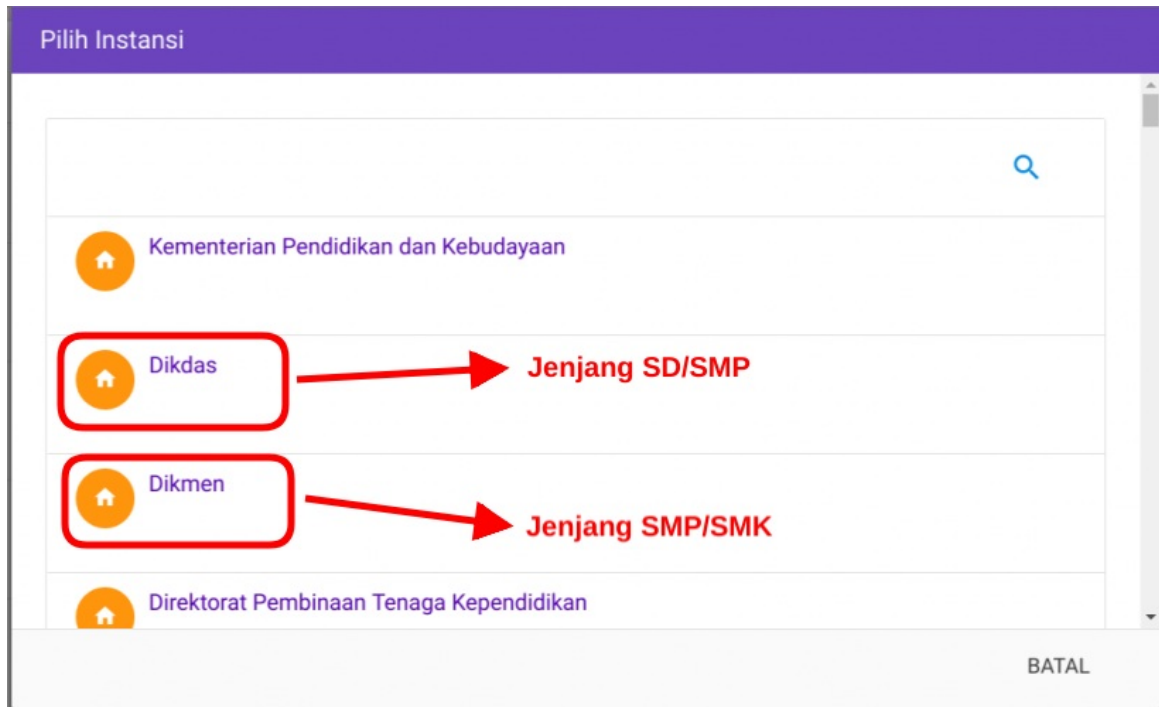 Pilih Instansi
Kementerian Pendidikan dan Kebudayaan
Dikdas
Jenjang SD/SMP
Dikmen
Jenjang SMP/SMK
Direktorat Pembinaan Tenaga Kependidikan
BATAL